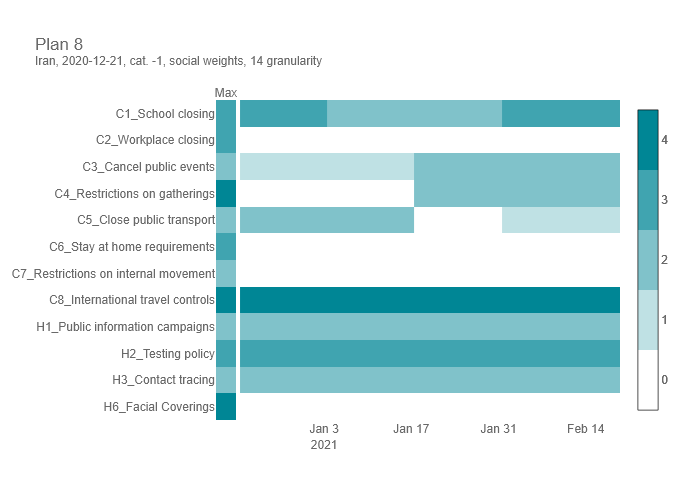 Plan 8
Iran, 2020-12-21, cat. -1, social weights, 14 granularity
Max
C1_School closing
C2_Workplace closing
C3_Cancel public events
C4_Restrictions on gatherings
C5_Close public transport
C6_Stay at home requirements
C7_Restrictions on internal movement
C8_International travel controls
H1_Public information campaigns
H2_Testing policy
H3_Contact tracing
H6_Facial Coverings
Jan 3 Jan 17 Jan 31 Feb 14
2021
4
3
2
1
0